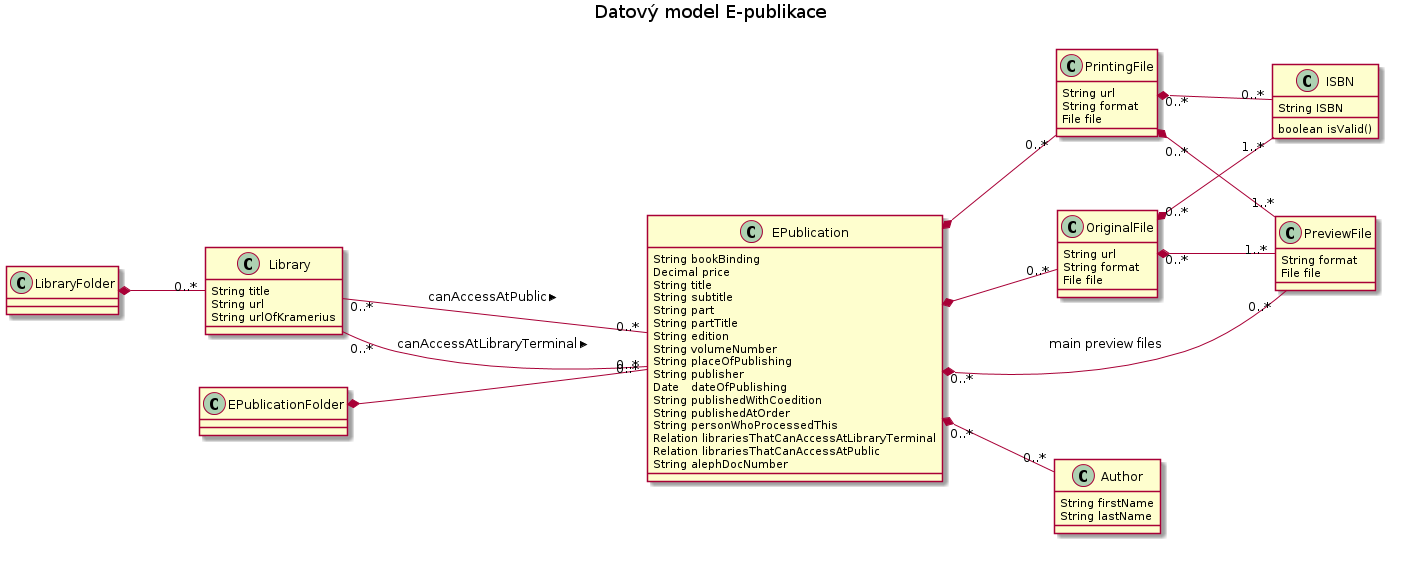 Datový model E-publikace
C LibraryFolder
0..*
C Library
String title
String url
String urlOfKramerius
0..*
canAccessAtPublic ►
0..*
0..*
canAccessAtLibraryTerminal ►
0..*
C EPublicationFolder
0..*
C EPublication
String bookBinding
Decimal price
String title
String subtitle
String part
String partTitle
String edition
String volumeNumber
String placeOfPublishing
String publisher
Date dateOfPublishing
String publishedWithCoedition
String publishedAtOrder
String personWhoProcessedThis
Relation librariesThatCanAccessAtLibraryTerminal
Relation librariesThatCanAccessAtPublic
String alephDocNumber
0..*
0..*
0..*
main preview files
0..*
0..*
0..*
C PrintingFile
String url
String format
File file
0..*
0..*
0..*
1..*
C OriginalFile
String url
String format
File file
0..*
1..*
0..*
1..*
C ISBN
String ISBN
boolean isValid()
C PreviewFile
String format
File file
C Author
String firstName
String lastName